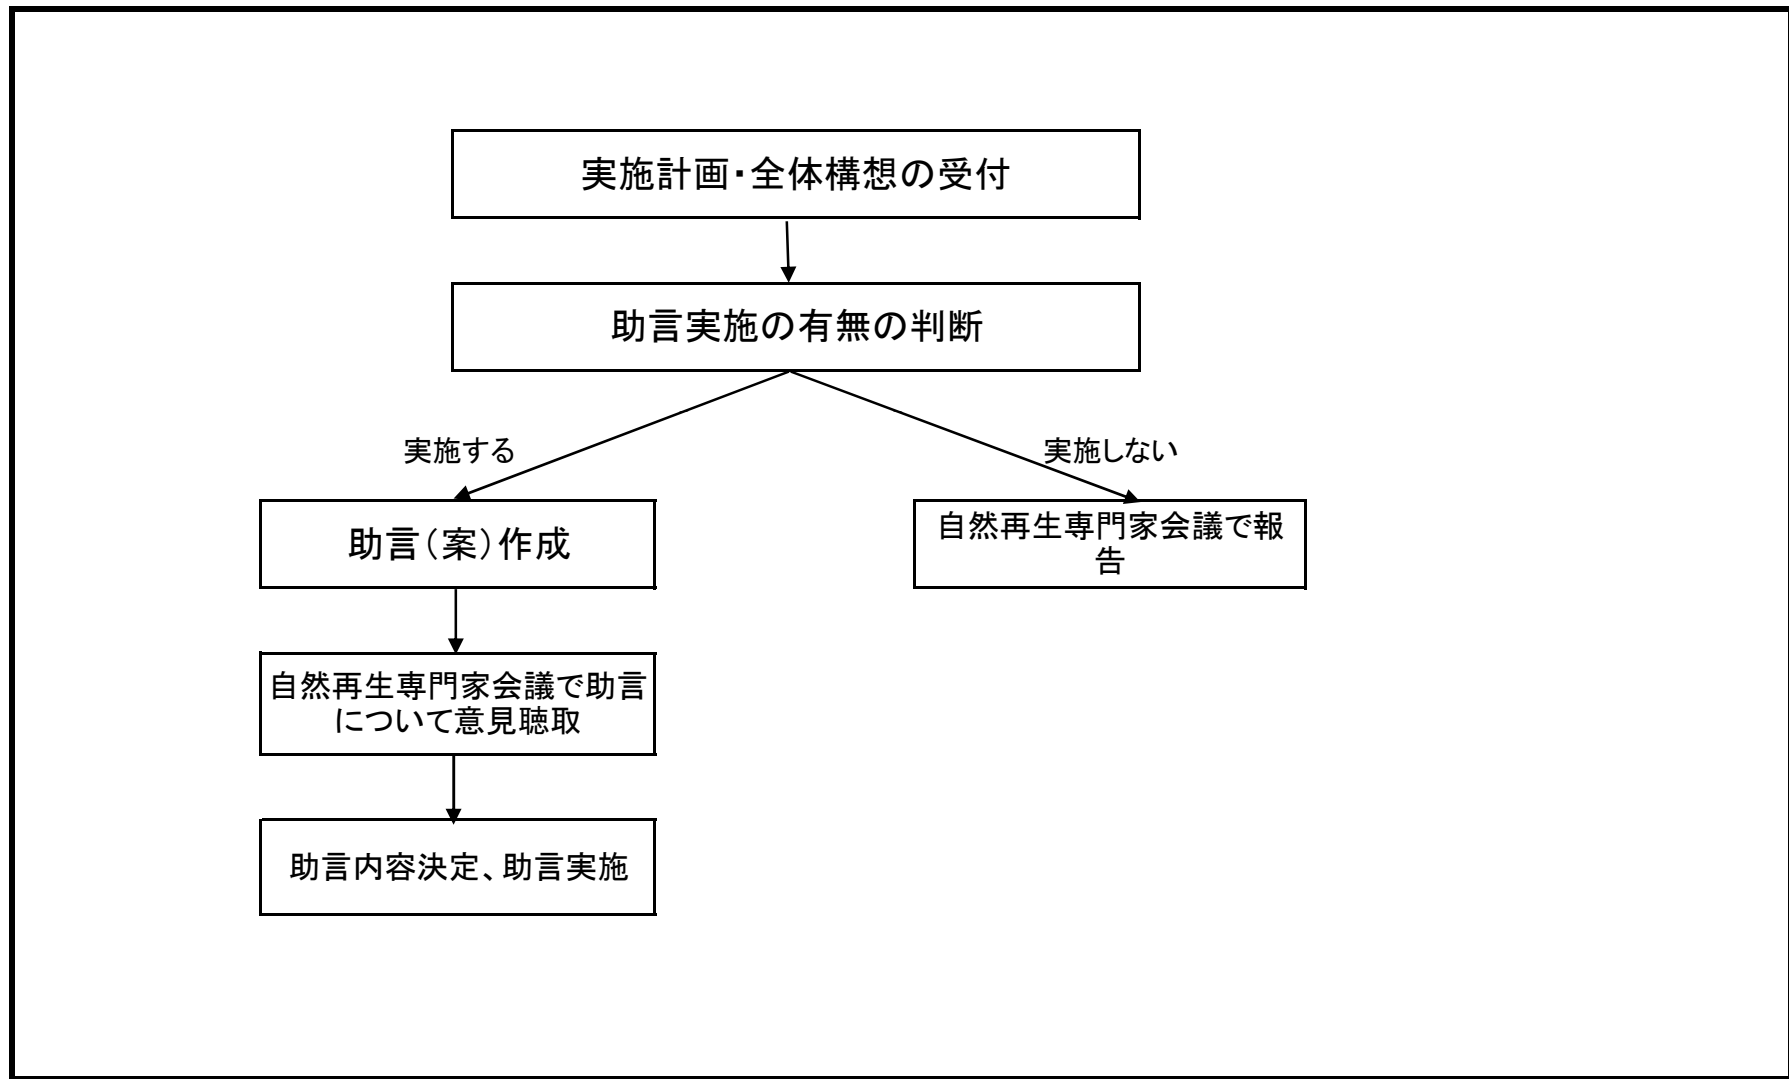 実施計画・全体構想の受付
助言実施の有無の判断
実施する
実施しない
助言（案）作成
自然再生専門家会議で報
告
自然再生専門家会議で助言
について意見聴取
助言内容決定、助言実施